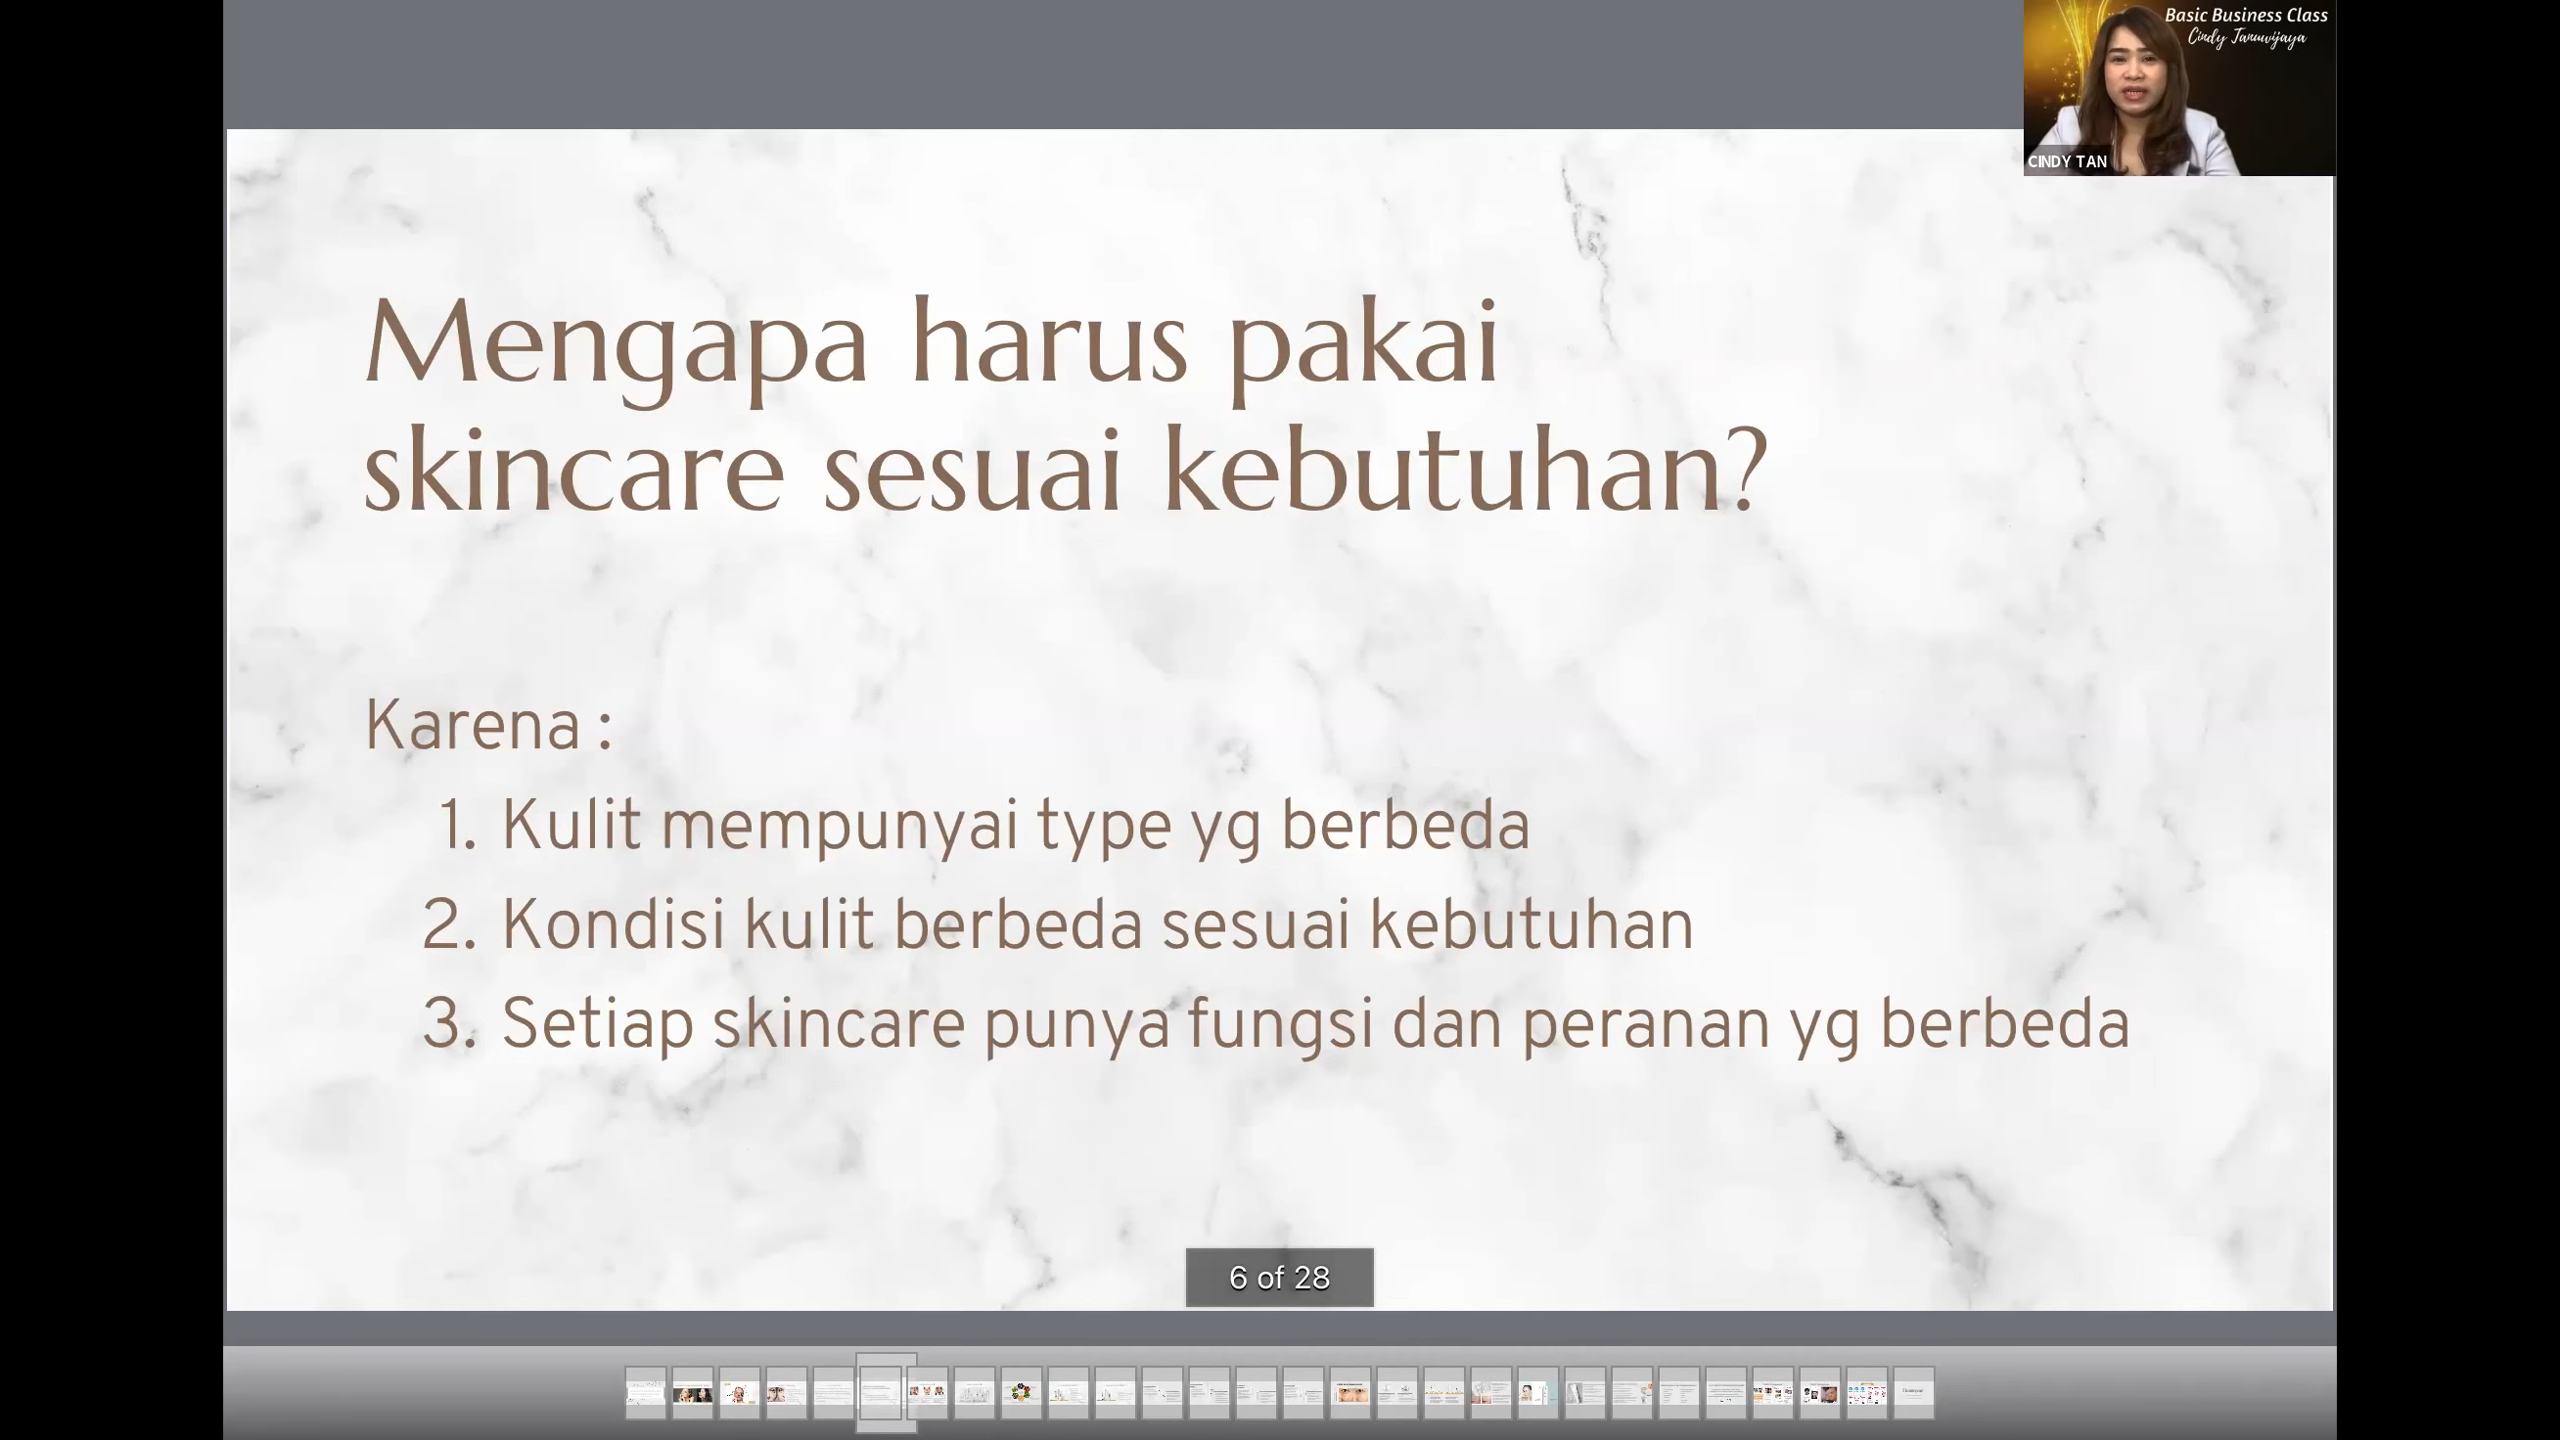 Basic Business Class
Cindy Tanuwijaya
CINDY TAN
Mengapa harus pakai
skincare sesuai kebutuhan?
Karena :
1. Kulit mempunyai type yg berbeda
2. Kondisi kulit berbeda sesuai kebutuhan
3. Setiap skincare punya fungsi dan peranan yg berbeda
6 of 28